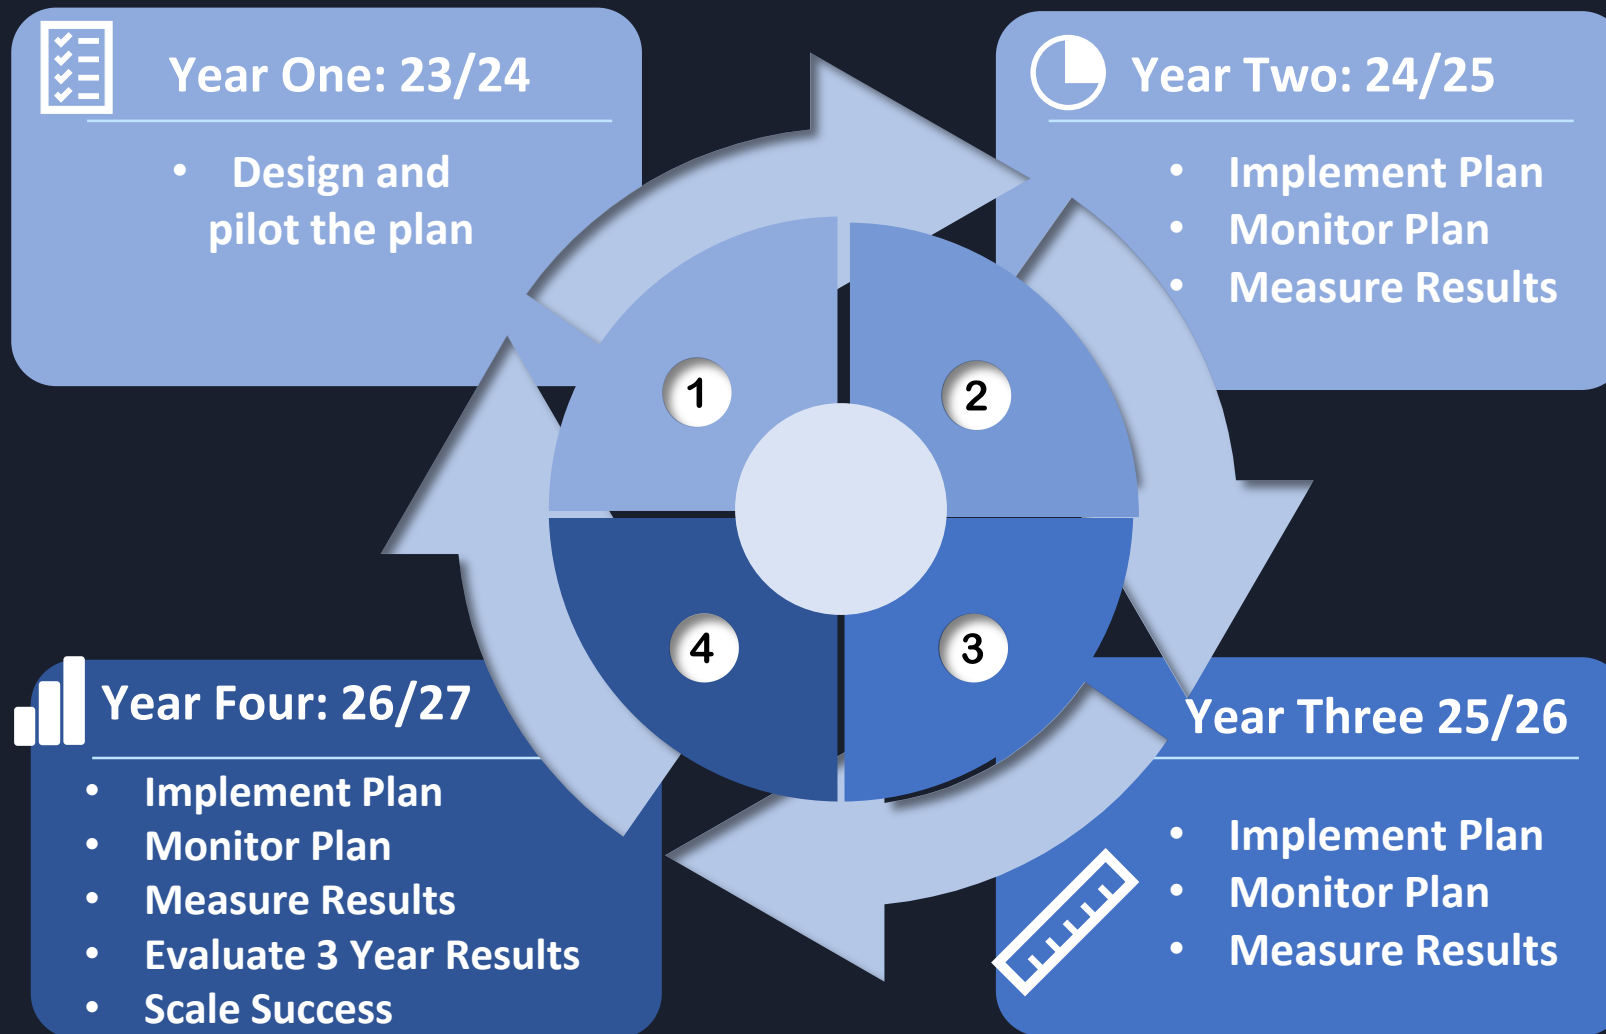 Year One: 23/24
• Design and
pilot the plan
Year Two: 24/25
• Implement Plan
• Monitor Plan
• Measure Results
1
2
4
3
Year Four: 26/27
• Implement Plan
• Monitor Plan
• Measure Results
• Evaluate 3 Year Results
• Scale Success
Year Three 25/26
• Implement Plan
• Monitor Plan
• Measure Results